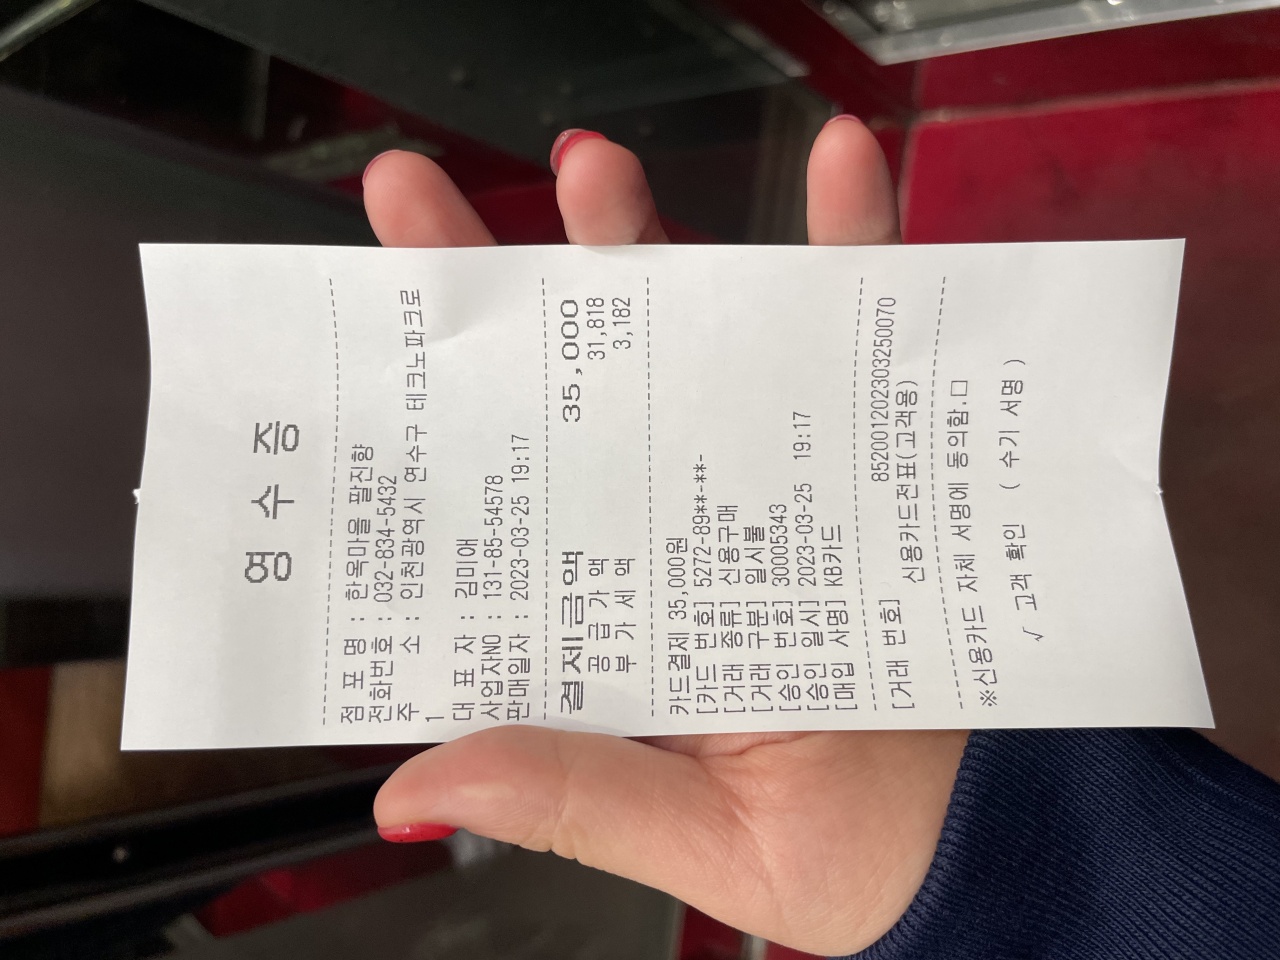 영 수 증
점 포 명 : 한옥마을 팔진향
전화번호 : 032-834-5432
주 소 : 인천광역시 연수구 테크노파크로
1
대 표 자 : 김미애
사업자NO : 131-85-54578
판매일자 : 2023-03-25 19:17
결제금액 35,000
공급가액 31,818
부가세액 3,182
카드결제 35,000원
[카드 번호] 5272-89**-**-
[거래 종류] 신용구매
[거래 구분] 일시불
[승인 번호] 30005343
[승인 일시] 2023-03-25 19:17
[매입 사명] KB카드
[거래 번호] 852001202303250070
신용카드전표(고객용)
※신용카드 자체 서명에 동의함.□
√ 고객 확인 ( 수기 서명 )